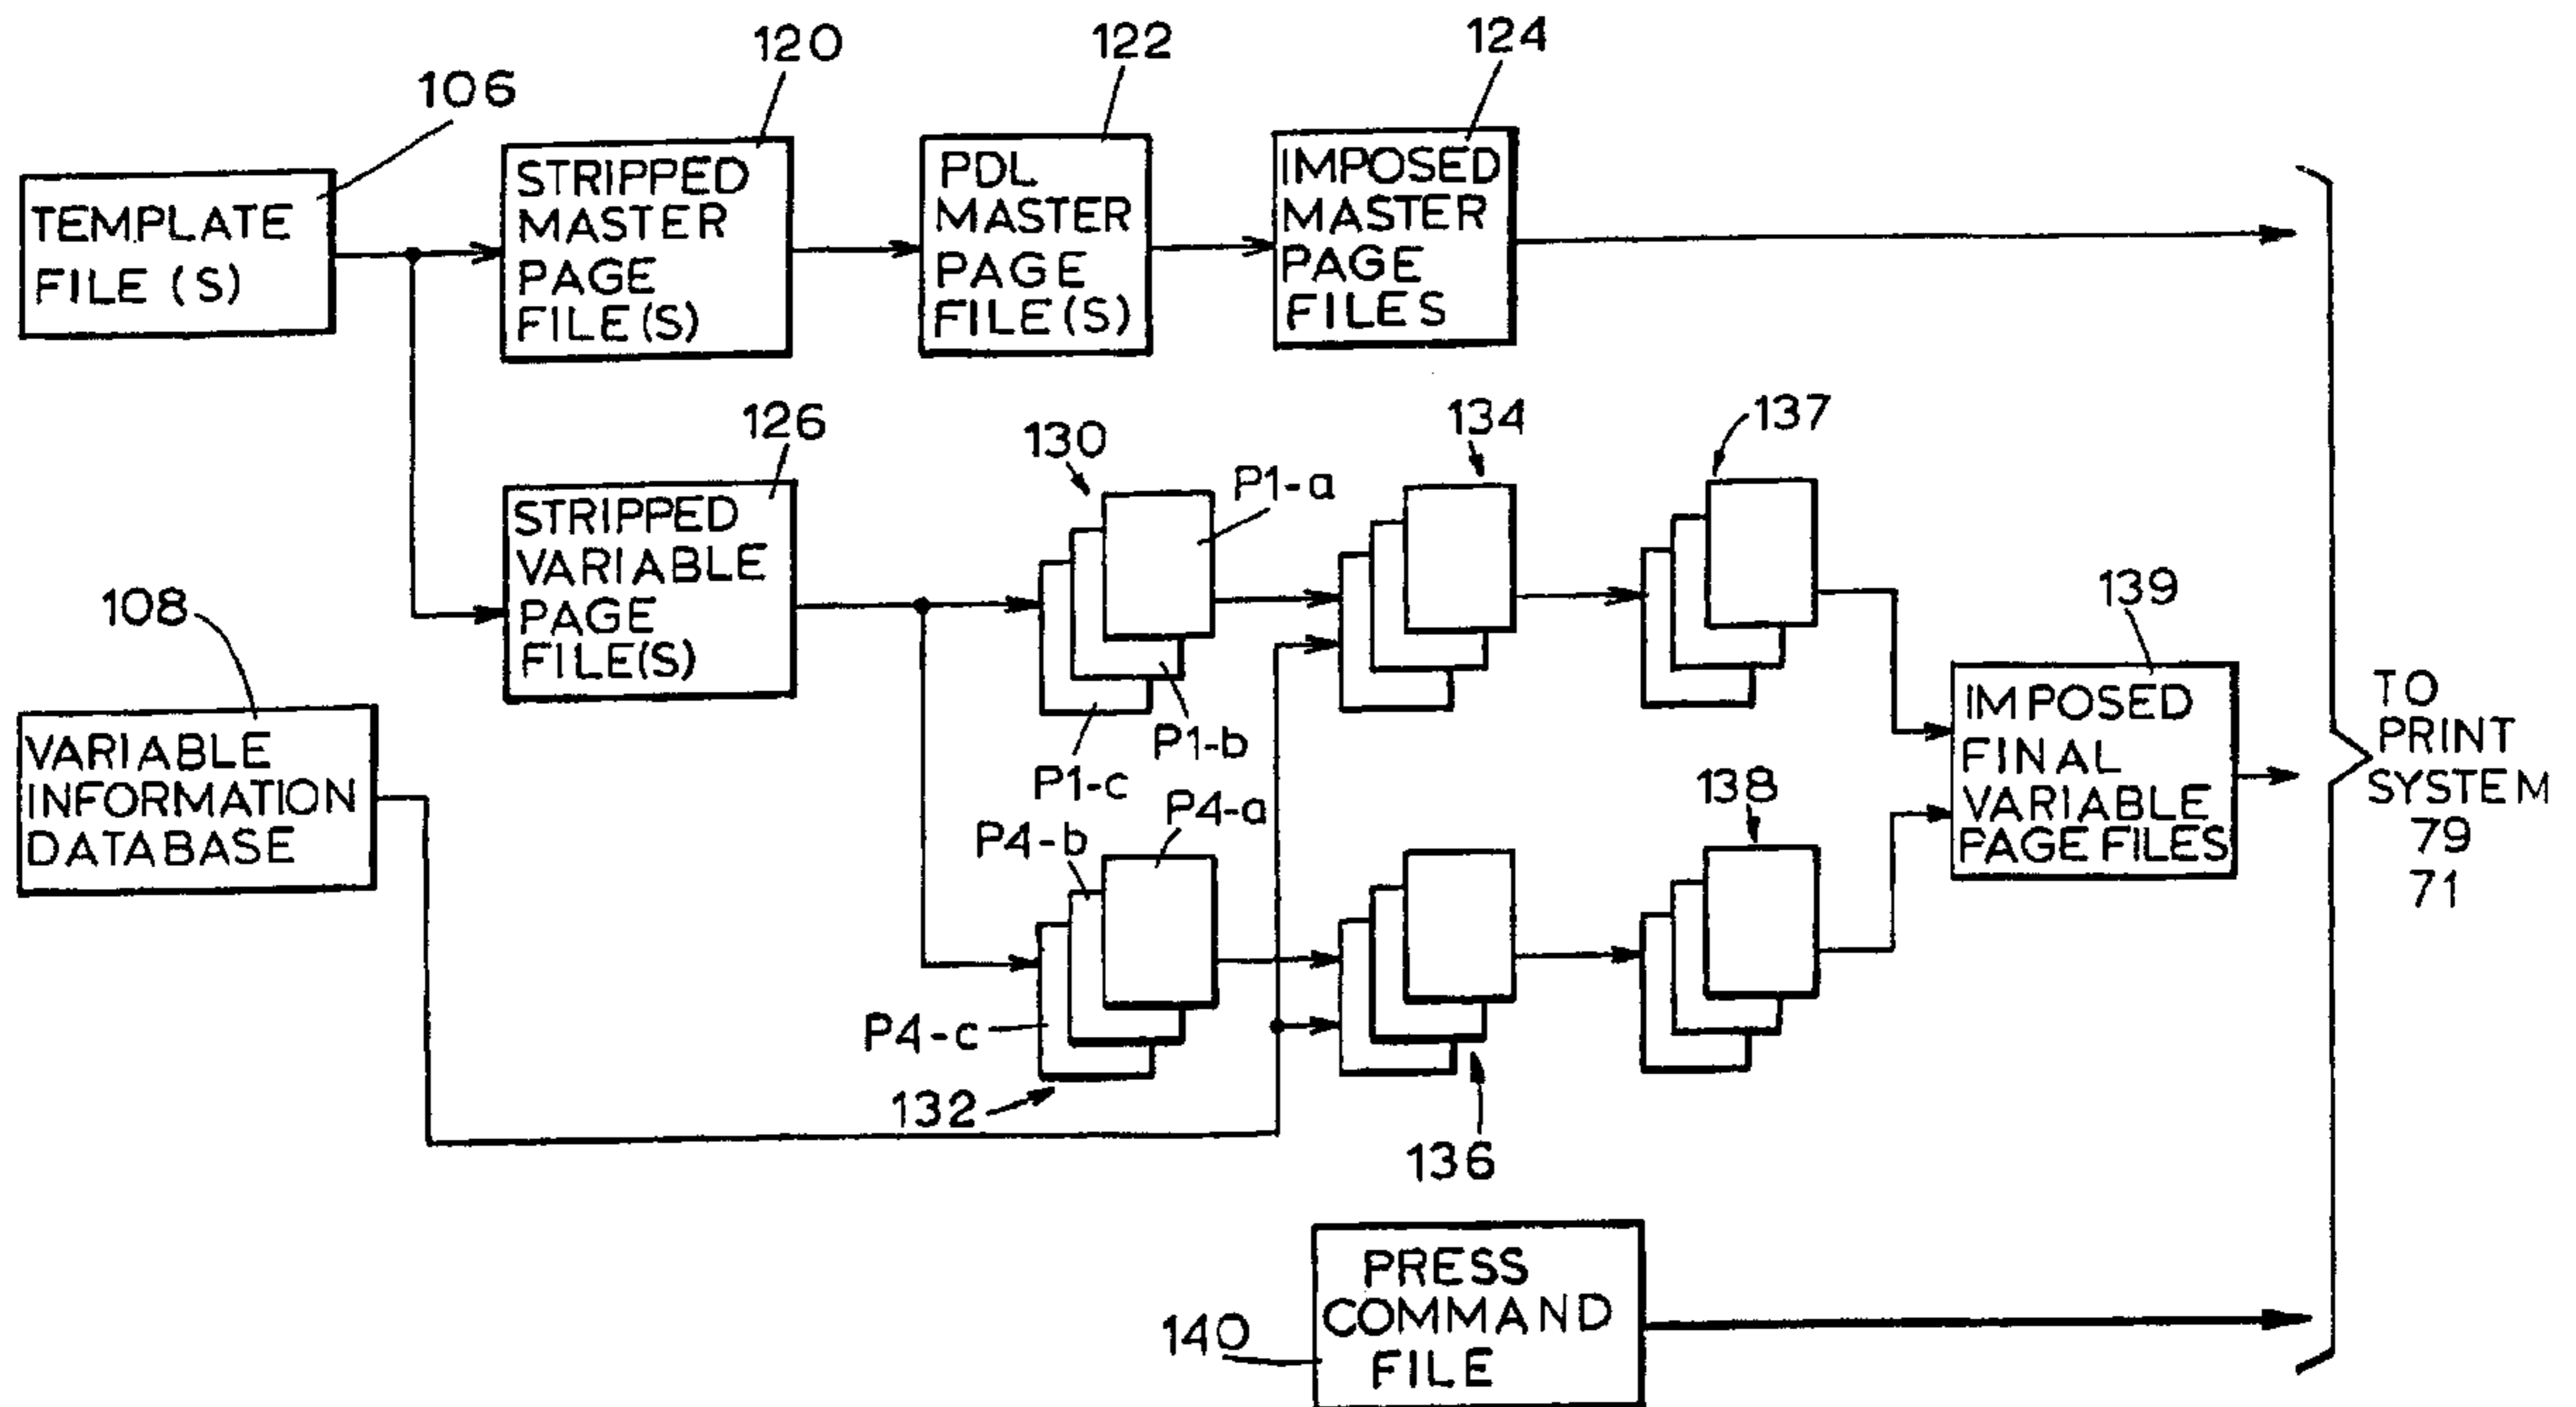 106
120
122
124
TEMPLATE
FILE (S)
STRIPPED
MASTER
PAGE
FILE(S)
PDL
MASTER
PAGE
FILE(S)
IMPOSED
MASTER
PAGE
FILES
126
STRIPPED
VARIABLE
PAGE
FILE(S)
130
P1-a
P1-b
P1-c
134
137
108
VARIABLE
INFORMATION
DATABASE
P4-a
P4-b
P4-c
132
136
138
139
IMPOSED
FINAL
VARIABLE
PAGE FILES
TO
PRINT
SYSTEM
79
71
140
PRESS
COMMAND
FILE